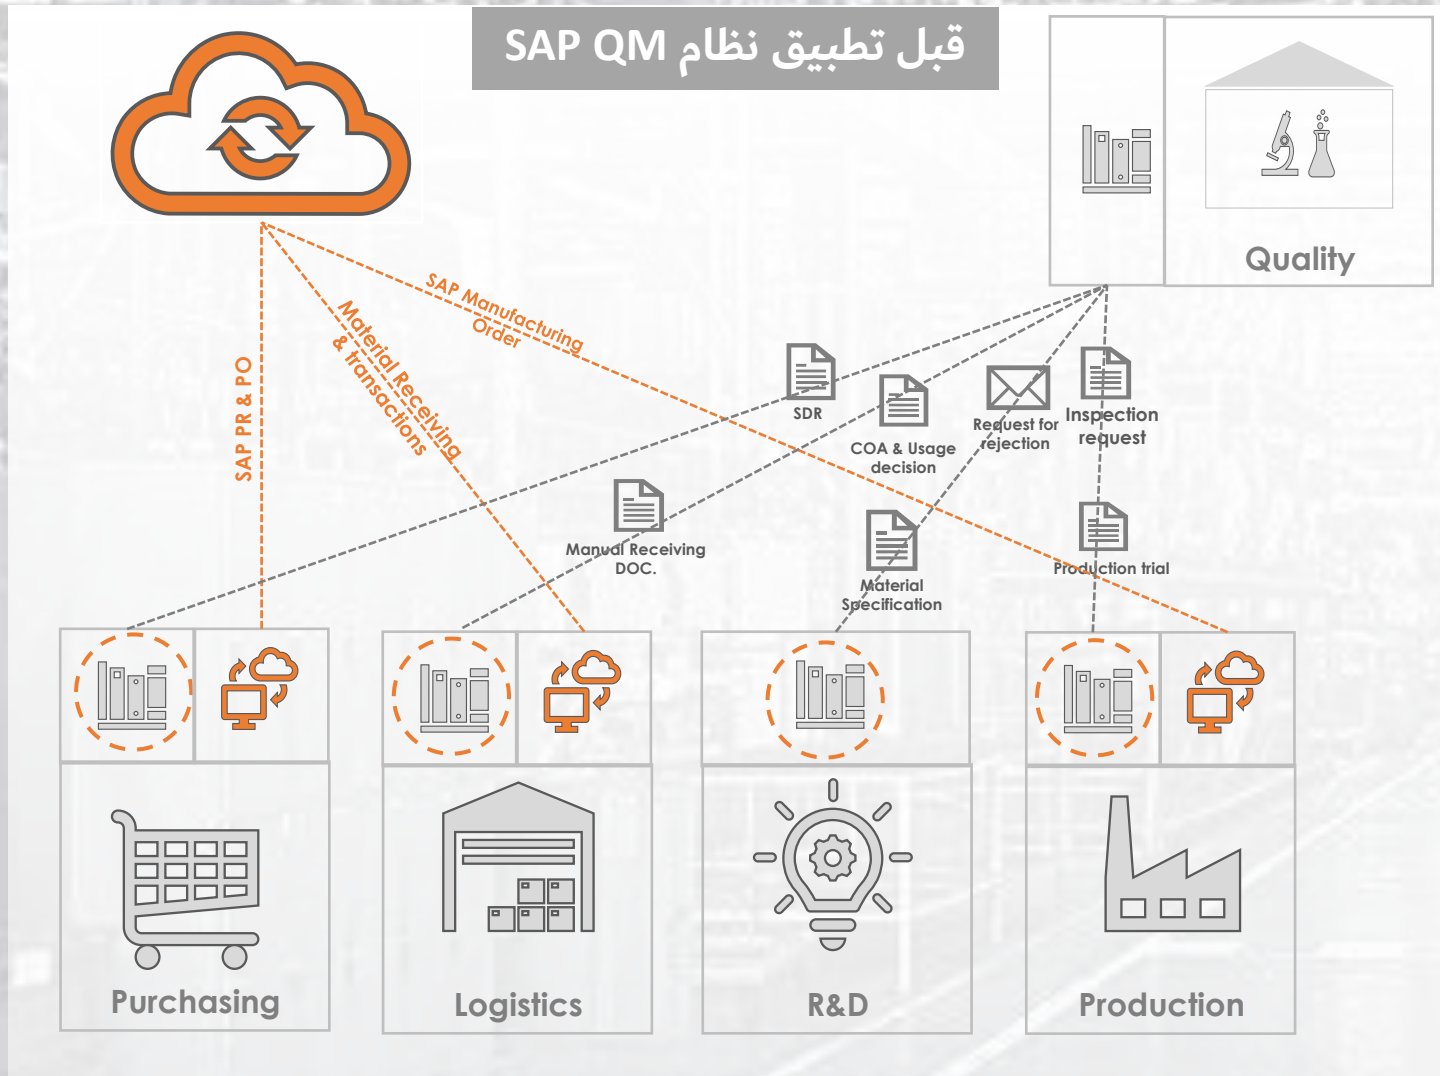 قبل تطبيق نظام SAP QM
Quality
SAP Manufacturing
Order
Material Receiving
& transactions
SAP PR & PO
SDR
COA & Usage
decision
Request for
rejection
Inspection
request
Manual Receiving
DOC.
Material
Specification
Production trial
Purchasing
Logistics
R&D
Production